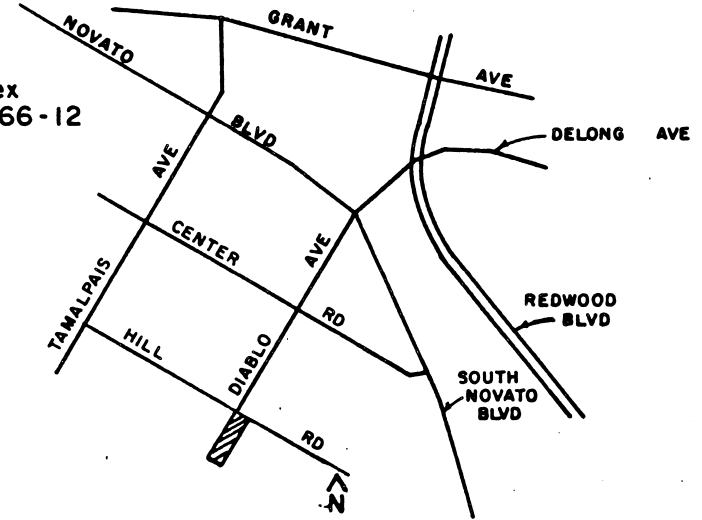 GRANT
AVE
NOVATO
BLVD
66-12
DELONG AVE
AVE
TAMALPAIS
CENTER
RD
AVE
DIABLO
HILL
RD
REDWOOD
BLVD
SOUTH
NOVATO
BLVD
N